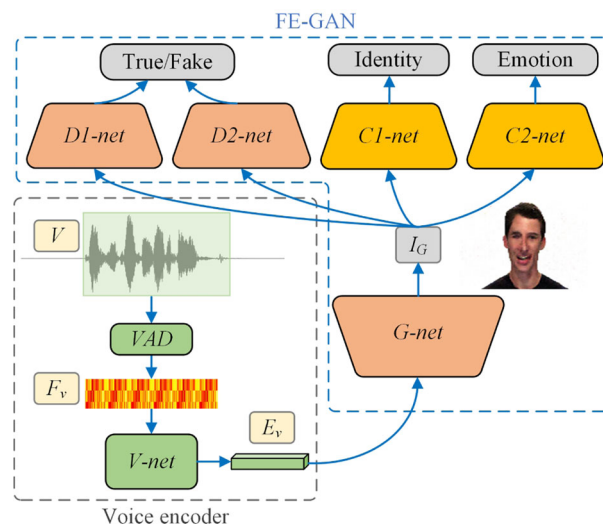 FE-GAN
True/Fake
Identity
Emotion
D1-net
D2-net
C1-net
C2-net
V
I_G
VAD
G-net
F_v
E_v
V-net
Voice encoder